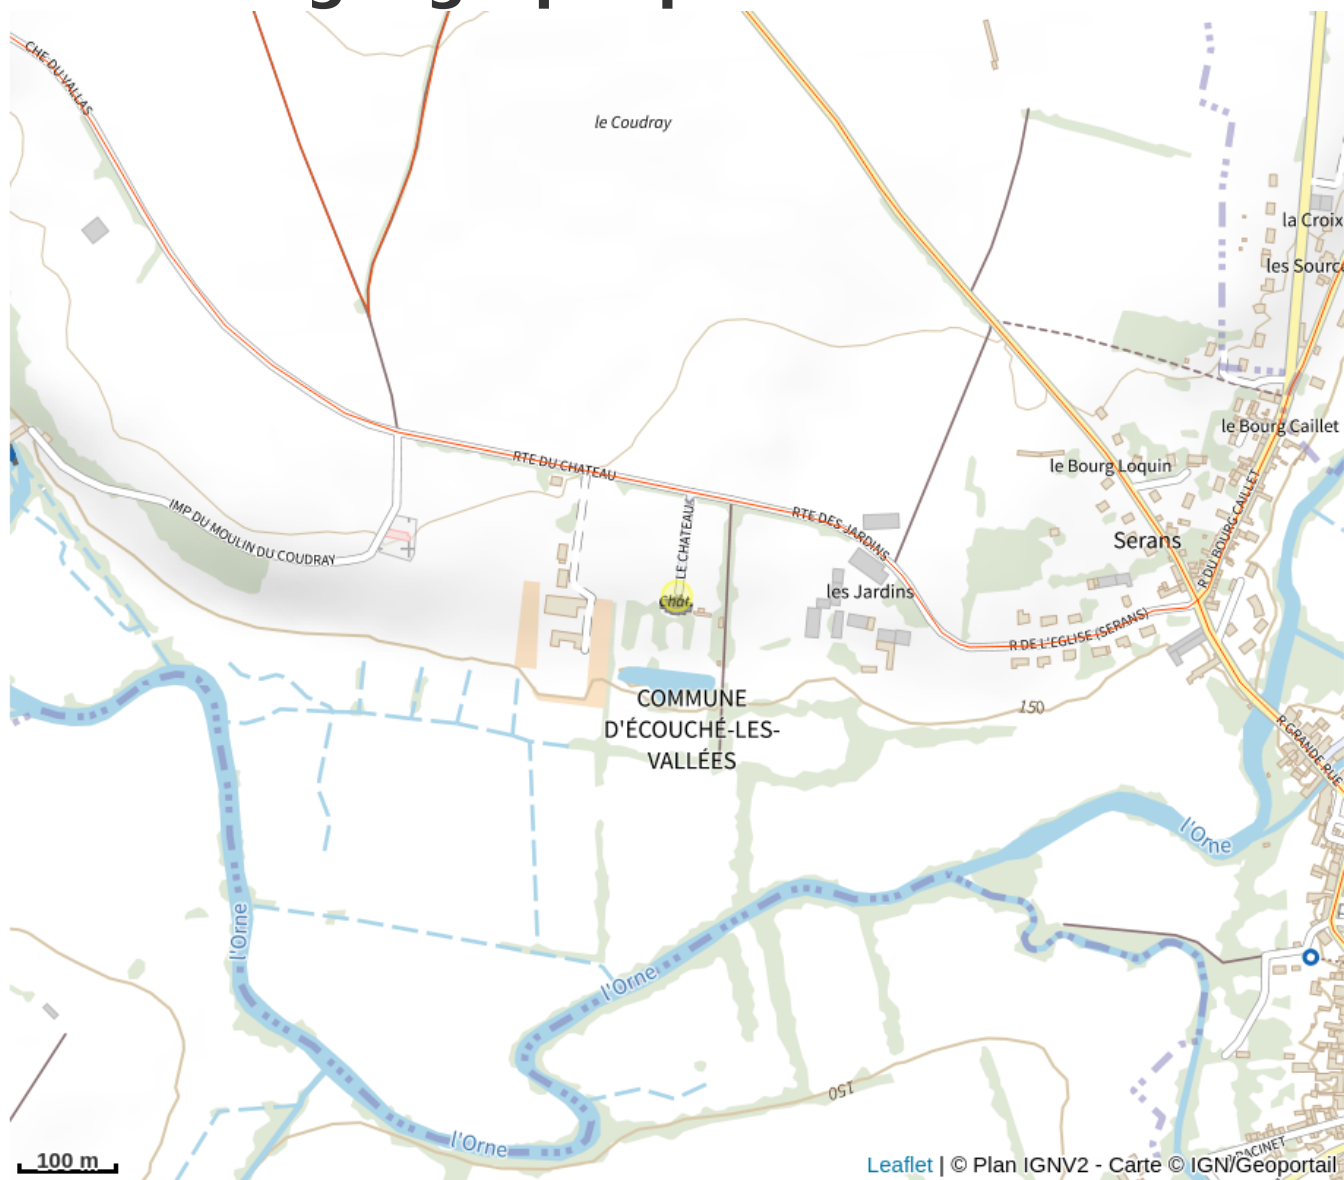 CHE DU VALLAS
le Coudray
la Croix
les Sourc
le Bourg Caillet
le Bourg Loquin
RTE DU CHATEAU
R DU BOURG CAILLET
IMP DU MOULIN DU COUDRAY
LE CHATEAU
RTE DES JARDINS
Serans
les Jardins
Chât.
R DE L'EGLISE (SERANS)
COMMUNE
D'ÉCOUCHÉ-LES-
VALLÉES
150
R GRANDE RUE
l'Orne
l'Orne
l'Orne
150
l'Orne
PACINET
100 m
Leaflet | © Plan IGNV2 - Carte © IGN/Geoportail